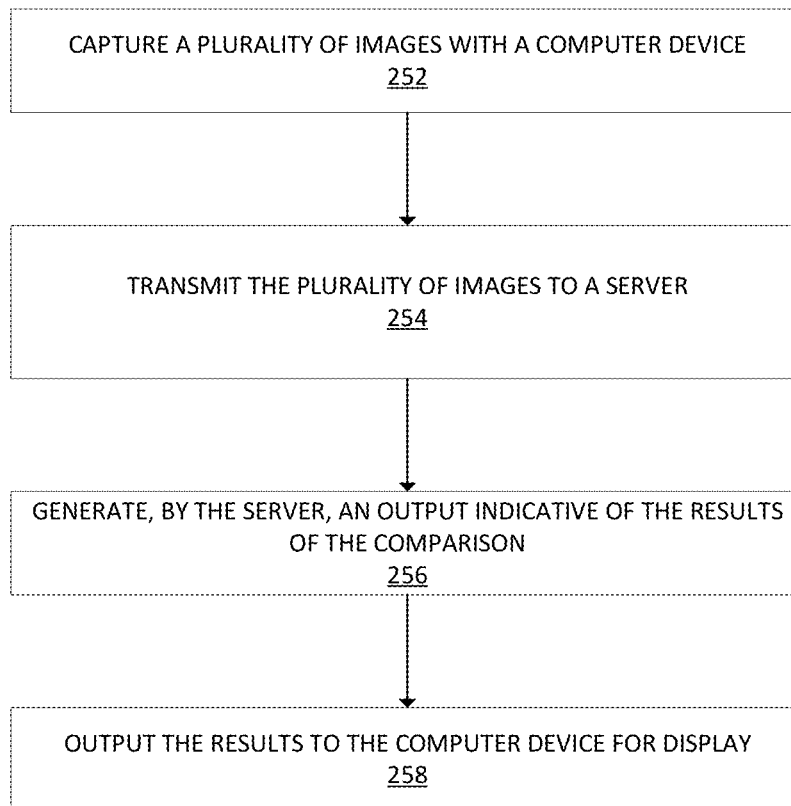 CAPTURE A PLURALITY OF IMAGES WITH A COMPUTER DEVICE
252
TRANSMIT THE PLURALITY OF IMAGES TO A SERVER
254
GENERATE, BY THE SERVER, AN OUTPUT INDICATIVE OF THE RESULTS
OF THE COMPARISON
256
OUTPUT THE RESULTS TO THE COMPUTER DEVICE FOR DISPLAY
258